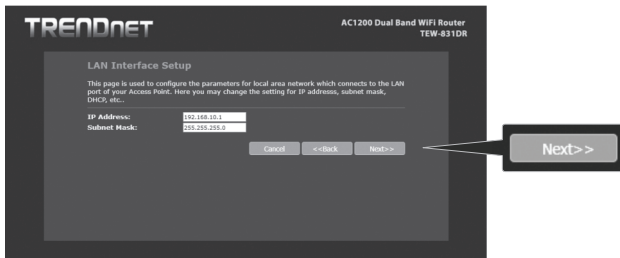 TRENDNET
AC1200 Dual Band WiFi Router
TEW-831DR
LAN Interface Setup
This page is used to configure the parameters for local area network which connects to the LAN
port of your Access Point. Here you may change the setting for IP addresss, subnet mask,
DHCP, etc..
IP Address: 192.168.10.1
Subnet Mask: 255.255.255.0
Cancel <<Back Next>>
Next>>